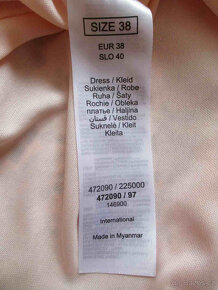 SIZE 38
EUR 38
SLO 40
Dress / Kleid
Sukienka / Robe
Ruha / Šaty
Rochie / Obleka
платье / Haljina
فستان / Vestido
Suknelė / Kleit
Kleita
472090 / 225000
472090 / 97
146900
International
Made in Myanmar